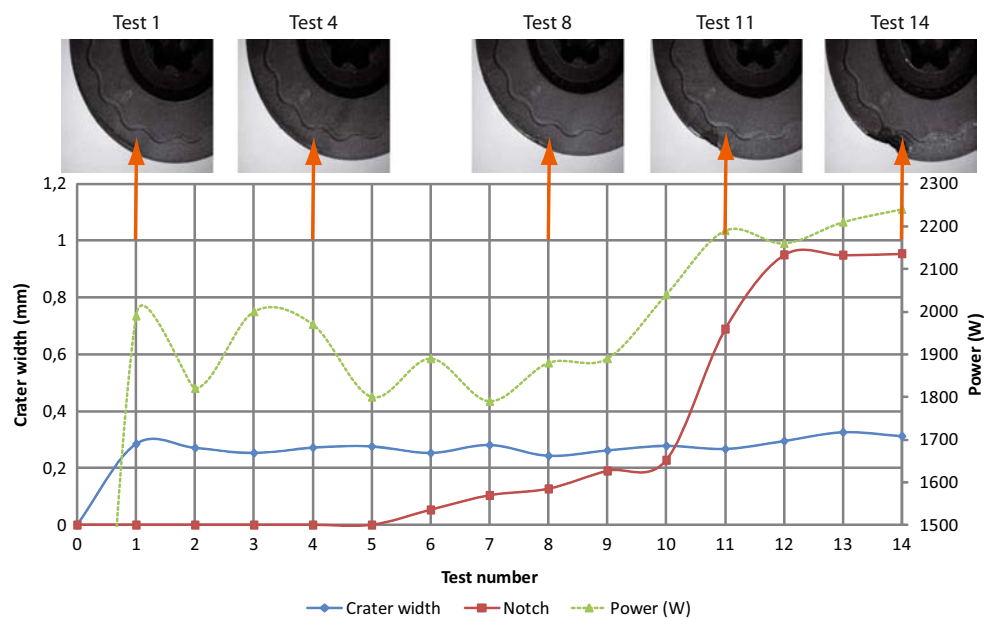 Test 1 Test 4 Test 8 Test 11 Test 14
Crater width (mm)
1,2
1
0,8
0,6
0,4
0,2
0
2300
2200
2100
2000
1900
1800
1700
1600
1500
Power (W)
0 1 2 3 4 5 6 7 8 9 10 11 12 13 14
Test number
Crater width Notch Power (W)